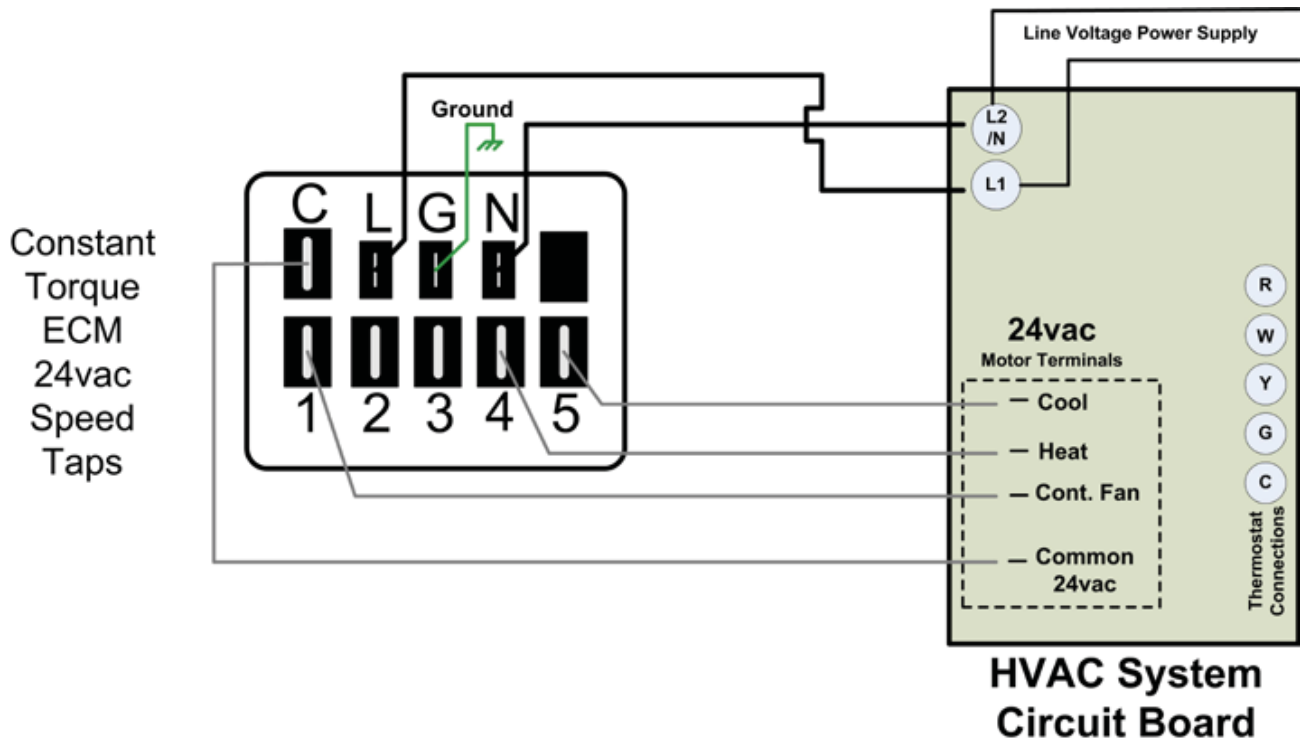 Line Voltage Power Supply
L2
/N
L1
Ground
C L G N
1 2 3 4 5
Constant
Torque
ECM
24vac
Speed
Taps
24vac
Motor Terminals
Cool
Heat
Cont. Fan
Common
24vac
R
W
Y
G
C
Thermostat
Connections
HVAC System
Circuit Board